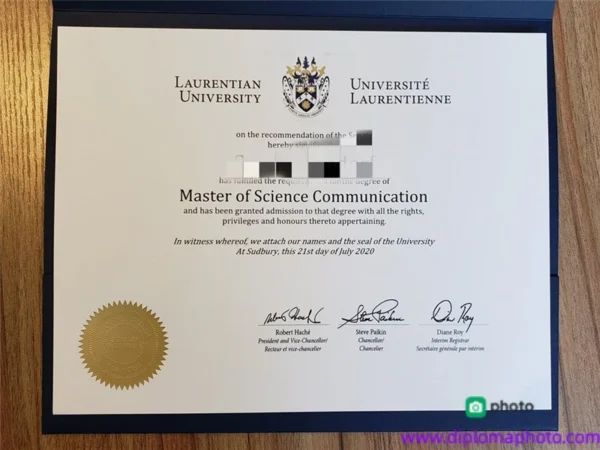 LAURENTIAN
UNIVERSITY
UNIVERSITÉ
LAURENTIENNE
on the recommendation of the
hereby
has fulfilled the degree of
Master of Science Communication
and has been granted admission to that degree with all the rights,
privileges and honours thereto appertaining.
In witness whereof, we attach our names and the seal of the University
At Sudbury, this 21st day of July 2020
Robert Haché
President and Vice-Chancellor/
Recteur et vice-chancelier
Steve Paikin
Chancellor/
Chancelier
Diane Roy
Interim Registrar
Secrétaire générale par intérim
photo
www.diplomaphoto.com